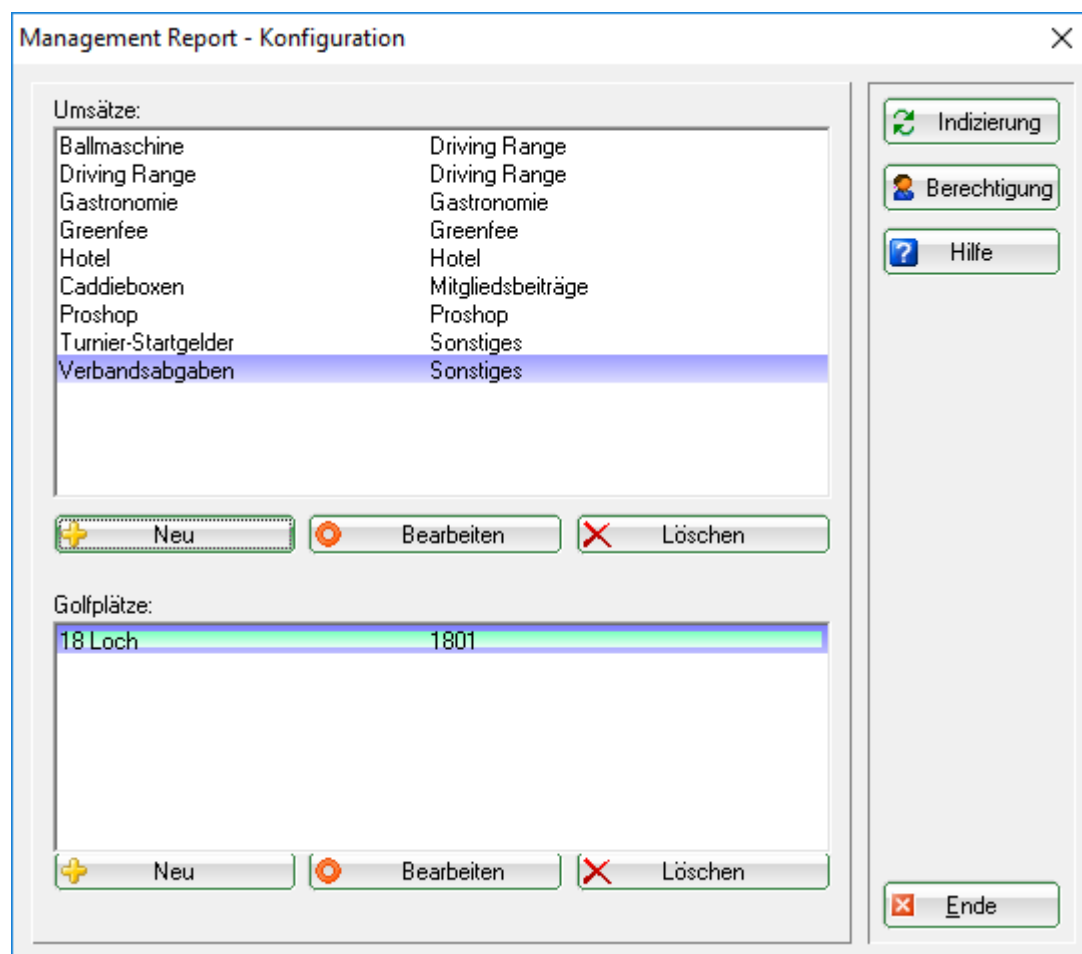 Management Report - Konfiguration
Umsätze:
Ballmaschine Driving Range
Driving Range Driving Range
Gastronomie Gastronomie
Greenfee Greenfee
Hotel Hotel
Caddieboxen Mitgliedsbeiträge
Proshop Proshop
Turnier-Startgelder Sonstiges
Verbandsabgaben Sonstiges
Neu Bearbeiten Löschen
Golfplätze:
18 Loch 1801
Neu Bearbeiten Löschen
Indizierung
Berechtigung
Hilfe
Ende